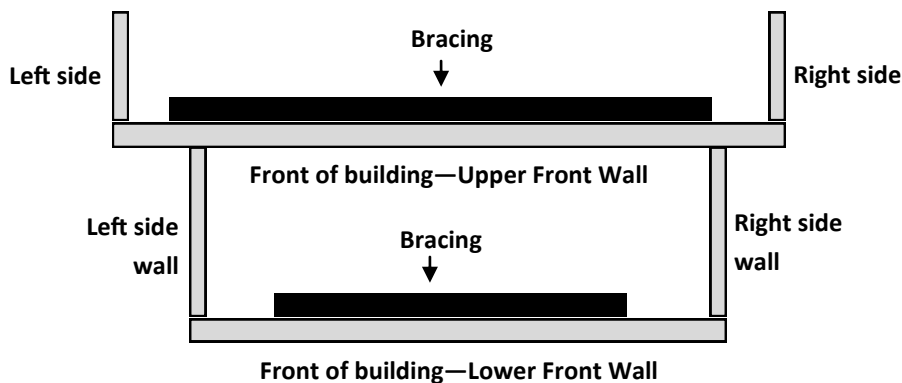 Bracing
Left side
Right side
Front of building—Upper Front Wall
Left side
wall
Right side
wall
Bracing
Front of building—Lower Front Wall